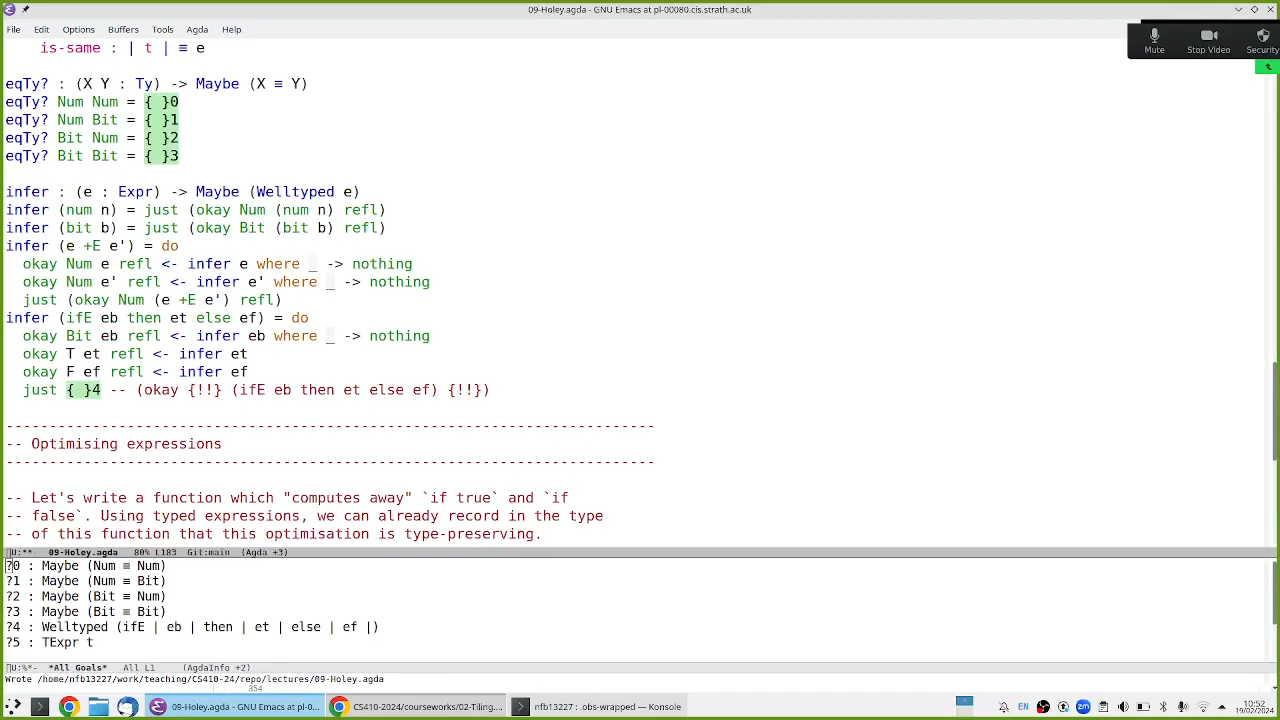 09-Holey.agda - GNU Emacs at pl-00080.cis.strath.ac.uk
File Edit Options Buffers Tools Agda Help
Mute Stop Video Security
is-same : | t | ≡ e
eqTy? : (X Y : Ty) -> Maybe (X ≡ Y)
eqTy? Num Num = { }0
eqTy? Num Bit = { }1
eqTy? Bit Num = { }2
eqTy? Bit Bit = { }3
infer : (e : Expr) -> Maybe (Welltyped e)
infer (num n) = just (okay Num (num n) refl)
infer (bit b) = just (okay Bit (bit b) refl)
infer (e +E e') = do
okay Num e refl <- infer e where _ -> nothing
okay Num e' refl <- infer e' where _ -> nothing
just (okay Num (e +E e') refl)
infer (ifE eb then et else ef) = do
okay Bit eb refl <- infer eb where _ -> nothing
okay T et refl <- infer et
okay F ef refl <- infer ef
just { }4 -- (okay {!!} (ifE eb then et else ef) {!!})
---------------------------------------------------------------------------
-- Optimising expressions
---------------------------------------------------------------------------
-- Let's write a function which "computes away" `if true` and `if
-- false`. Using typed expressions, we can already record in the type
-- of this function that this optimisation is type-preserving.
U:**- 09-Holey.agda 80% L183 Git:main (Agda +3)
?0 : Maybe (Num ≡ Num)
?1 : Maybe (Num ≡ Bit)
?2 : Maybe (Bit ≡ Num)
?3 : Maybe (Bit ≡ Bit)
?4 : Welltyped (ifE | eb | then | et | else | ef |)
?5 : TExpr t
U:%*- *All Goals* All L1 (AgdaInfo +2)
Wrote /home/nfb13227/work/teaching/CS410-24/repo/lectures/09-Holey.agda
354
09-Holey.agda - GNU Emacs at pl-0... CS410-2024/courseworks/02-Tiling... nfb13227 : obs-wrapped — Konsole EN zm 10:52
19/02/2024